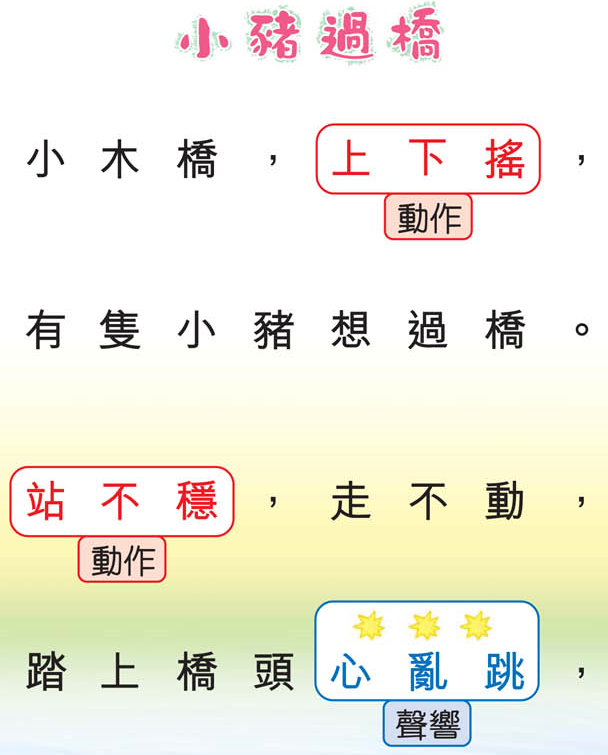 小豬過橋
小木橋，上下搖，
動作
有隻小豬想過橋。
站不穩，走不動，
動作
踏上橋頭心亂跳，
聲響